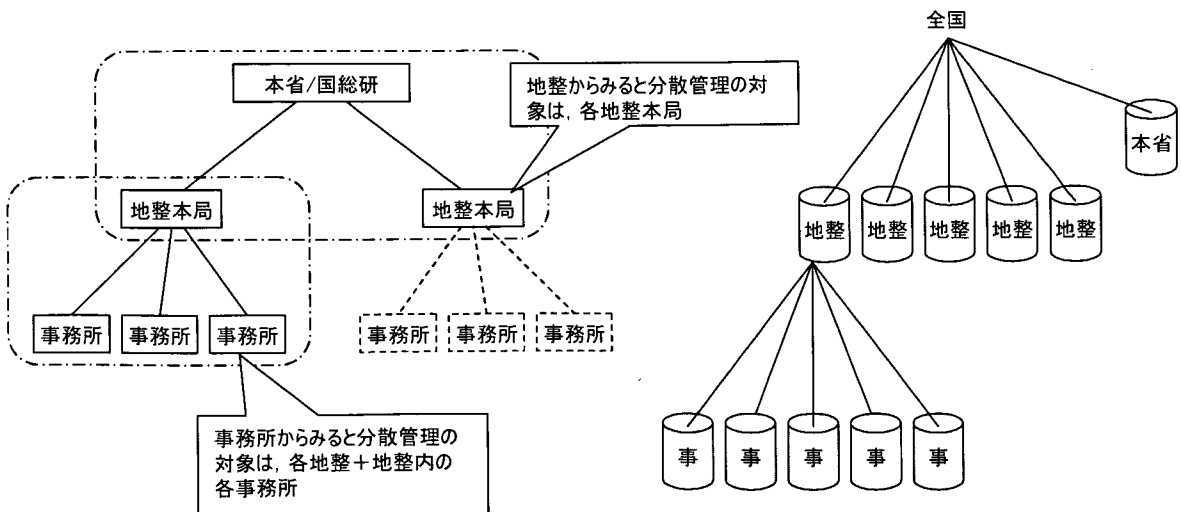 本省/国総研
地整からみると分散管理の対
象は，各地整本局
地整本局
地整本局
事務所
事務所
事務所
事務所
事務所
事務所
事務所からみると分散管理の
対象は，各地整＋地整内の
各事務所
全国
本省
地整
地整
地整
地整
地整
事
事
事
事
事